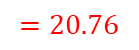 = 20.76